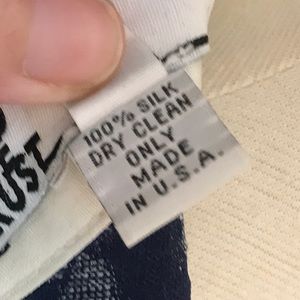 100% SILK
DRY CLEAN
ONLY
MADE
IN U.S.A.